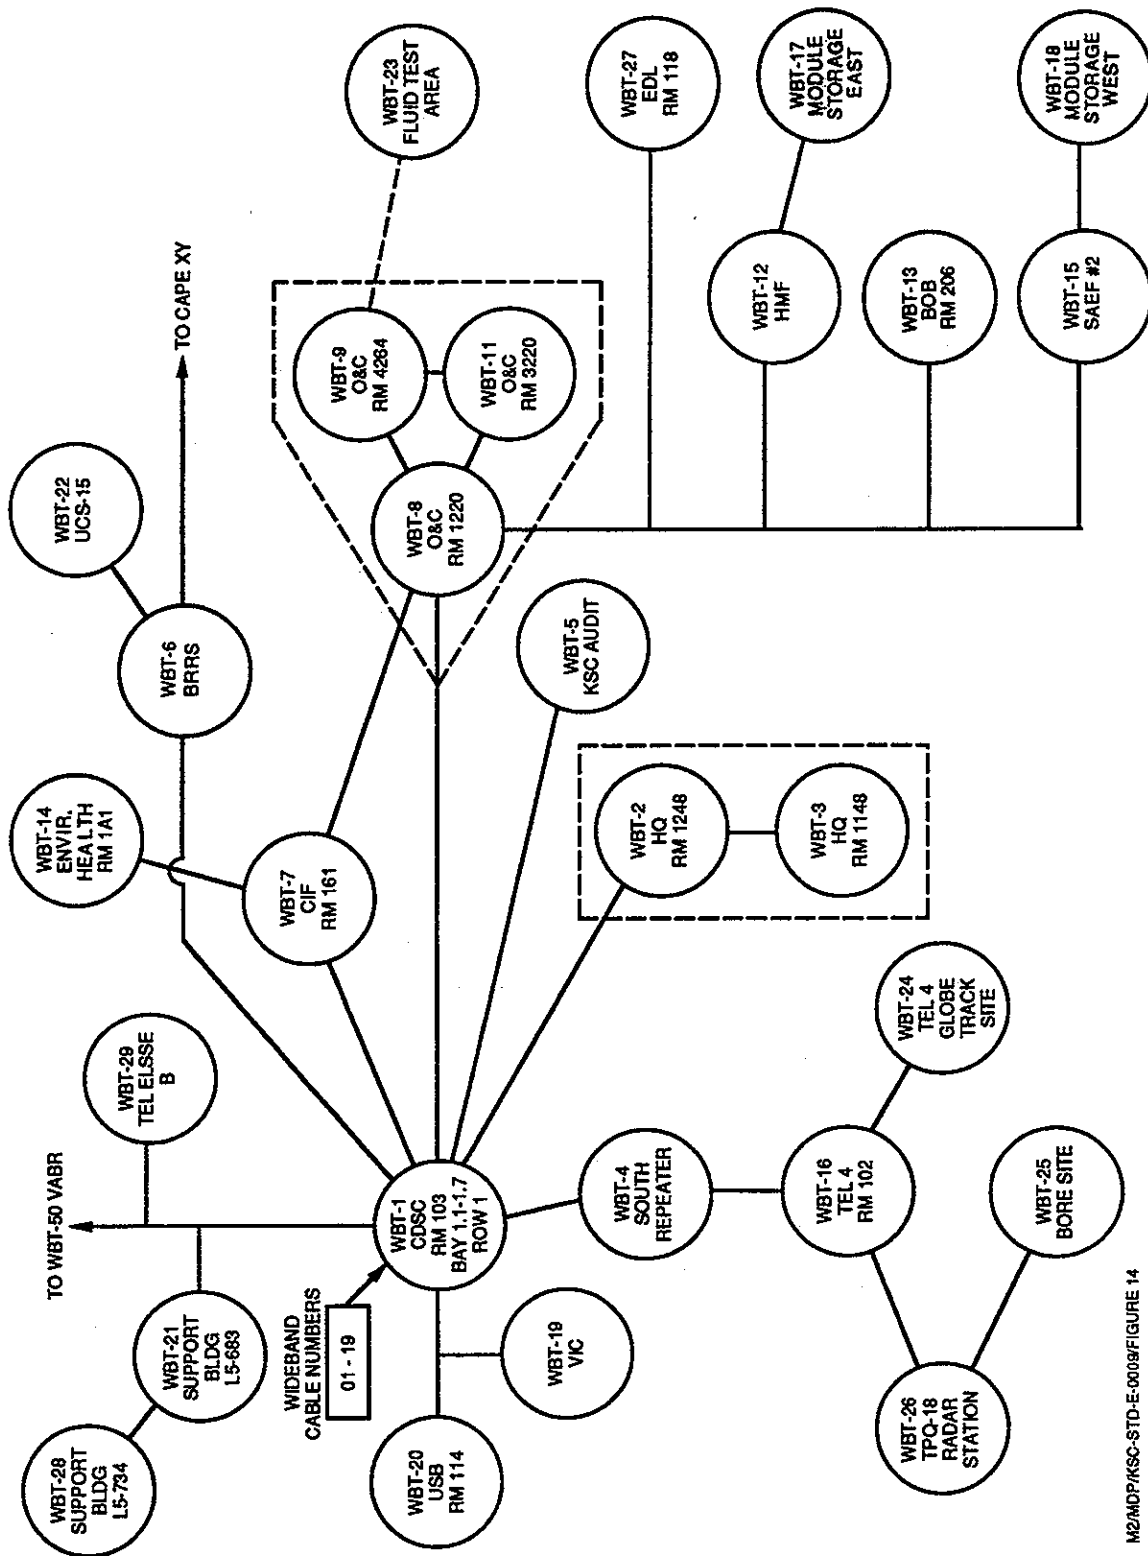 TO WBT-50 VABR
WBT-28
SUPPORT
BLDG
L5-734
WBT-21
SUPPORT
BLDG
L5-683
WBT-29
TEL ELSSE
B
WBT-14
ENVIR.
HEALTH
RM 1A1
WBT-22
UCS-15
WBT-6
BRRS
TO CAPE XY
WBT-7
CIF
RM 161
WBT-23
FLUID TEST
AREA
WBT-9
O&C
RM 4264
WBT-11
O&C
RM 3220
WBT-8
O&C
RM 1220
WIDEBAND
CABLE NUMBERS
01 - 19
WBT-1
CDSC
RM 103
BAY 1.1-1.7
ROW 1
WBT-20
USB
RM 114
WBT-19
VIC
WBT-5
KSC AUDIT
WBT-2
HQ
RM 1248
WBT-3
HQ
RM 1148
WBT-27
EDL
RM 118
WBT-12
HMF
WBT-17
MODULE
STORAGE
EAST
WBT-13
BOB
RM 206
WBT-15
SAEF #2
WBT-18
MODULE
STORAGE
WEST
WBT-4
SOUTH
REPEATER
WBT-16
TEL 4
RM 102
WBT-24
TEL 4
GLOBE
TRACK
SITE
WBT-26
TPQ-18
RADAR
STATION
WBT-25
BORE SITE
M2/MDP/KSC-STD-E-0009/FIGURE 14